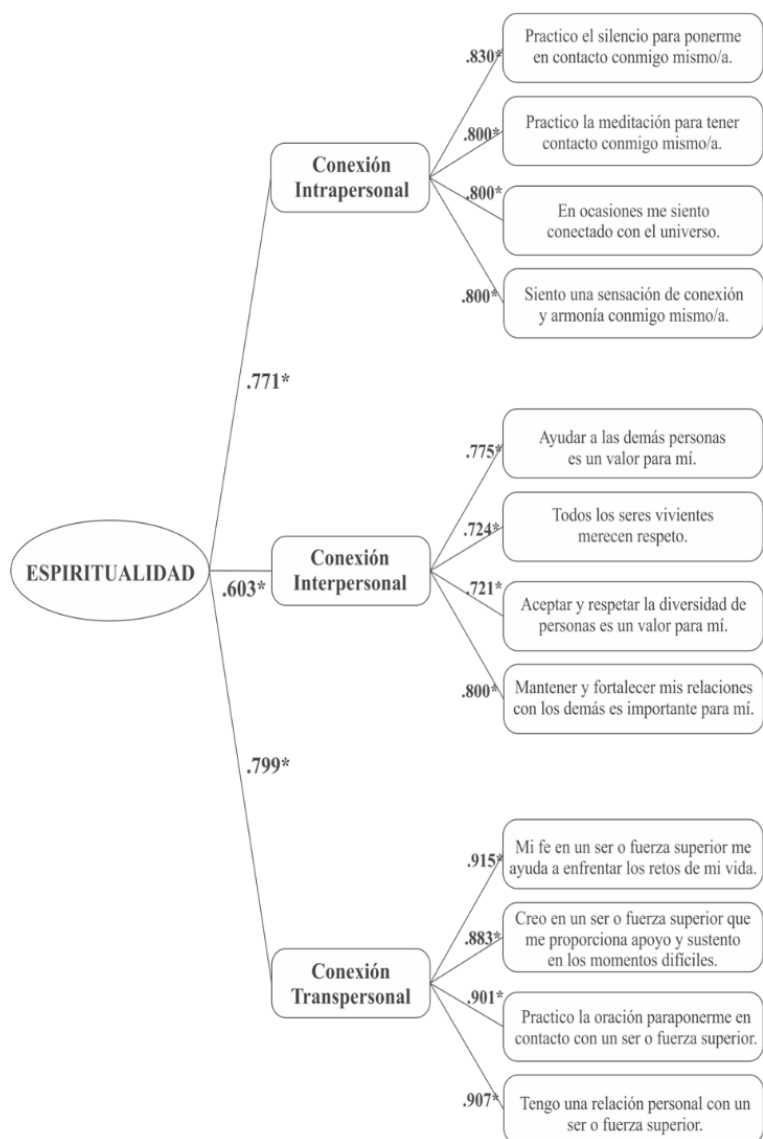 .830*
Practico el silencio para ponerme
en contacto conmigo mismo/a.
.800*
Practico la meditación para tener
contacto conmigo mismo/a.
Conexión
Intrapersonal
.800*
En ocasiones me siento
conectado con el universo.
.800*
Siento una sensación de conexión
y armonía conmigo mismo/a.
.771*
.775*
Ayudar a las demás personas
es un valor para mí.
.724*
Todos los seres vivientes
merecen respeto.
ESPIRITUALIDAD
.603*
Conexión
Interpersonal
.721*
Aceptar y respetar la diversidad de
personas es un valor para mí.
.800*
Mantener y fortalecer mis relaciones
con los demás es importante para mí.
.799*
.915*
Mi fe en un ser o fuerza superior me
ayuda a enfrentar los retos de mi vida.
.883*
Creo en un ser o fuerza superior que
me proporciona apoyo y sustento
en los momentos difíciles.
Conexión
Transpersonal
.901*
Practico la oración paraponerme en
contacto con un ser o fuerza superior.
.907*
Tengo una relación personal con un
ser o fuerza superior.